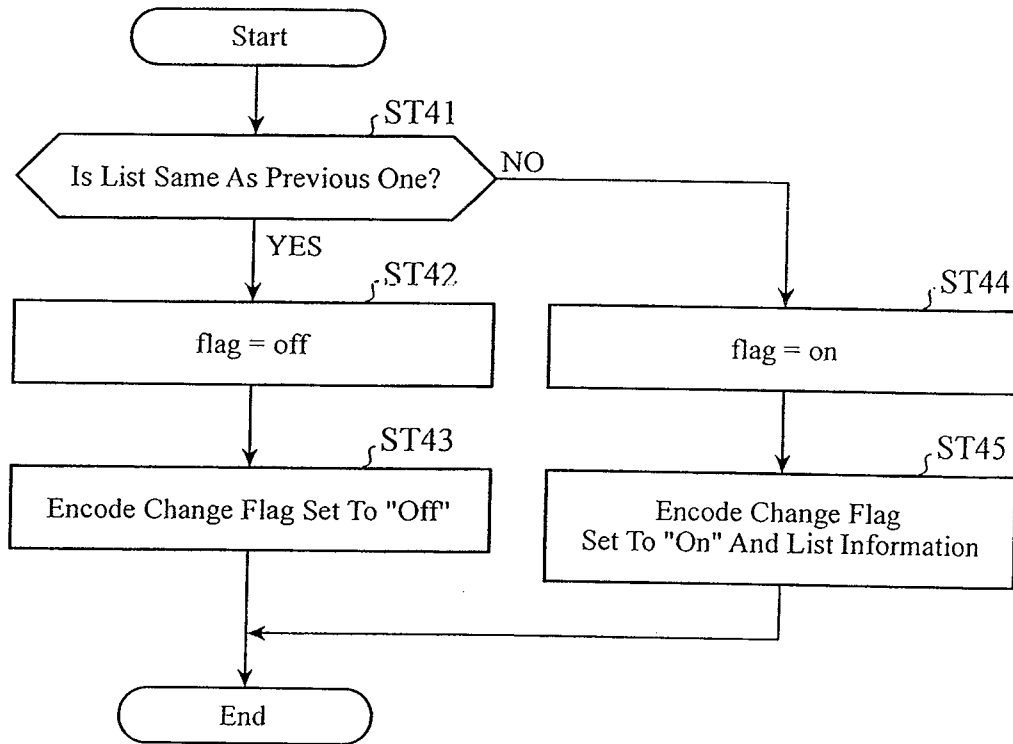 Start
ST41
Is List Same As Previous One?
NO
YES
ST42
flag = off
ST44
flag = on
ST43
Encode Change Flag Set To "Off"
ST45
Encode Change Flag
Set To "On" And List Information
End